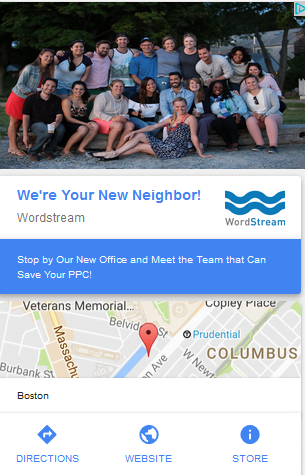 We're Your New Neighbor!
Wordstream
WordStream
Stop by Our New Office and Meet the Team that Can
Save Your PPC!
Veterans Memorial...
Copley Place
Belvid
Prudential
Massachu
COLUMBUS
Burbank St
on Ave
W Newto
Boston
DIRECTIONS
WEBSITE
STORE